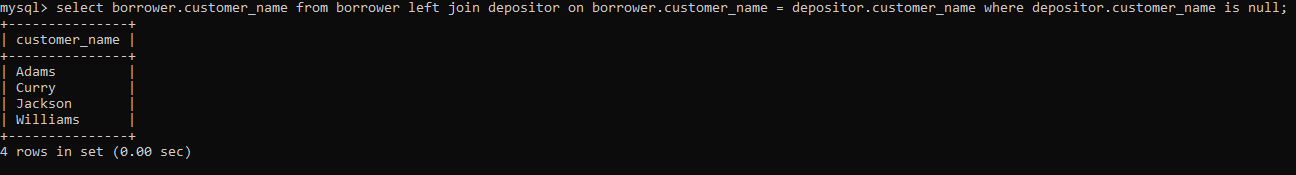 mysql> select borrower.customer_name from borrower left join depositor on borrower.customer_name = depositor.customer_name where depositor.customer_name is null;
+---------------+
| customer_name |
+---------------+
| Adams         |
| Curry         |
| Jackson       |
| Williams      |
+---------------+
4 rows in set (0.00 sec)